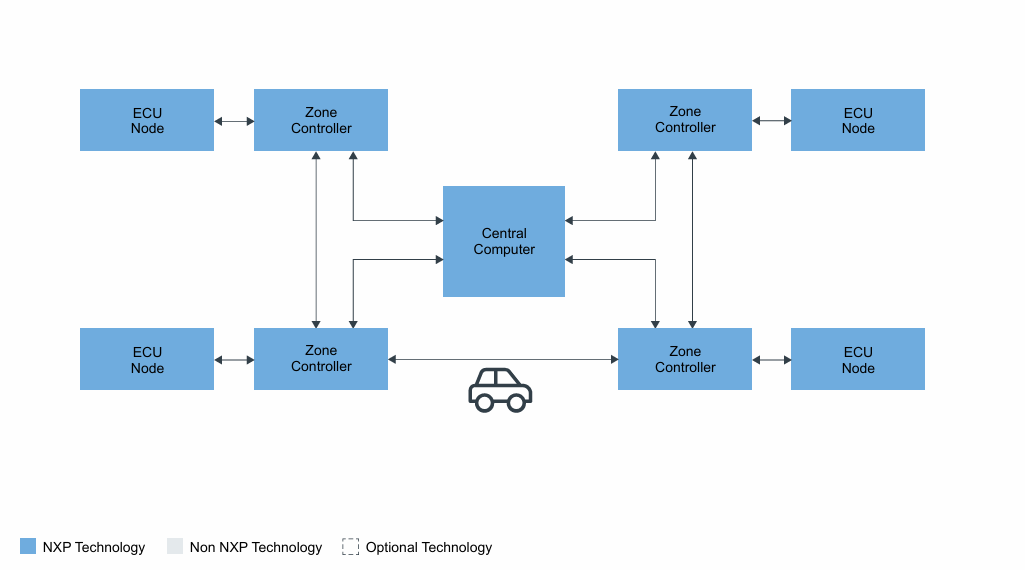 ECU
Node
Zone
Controller
Zone
Controller
ECU
Node
Central
Computer
ECU
Node
Zone
Controller
Zone
Controller
ECU
Node
NXP Technology
Non NXP Technology
Optional Technology